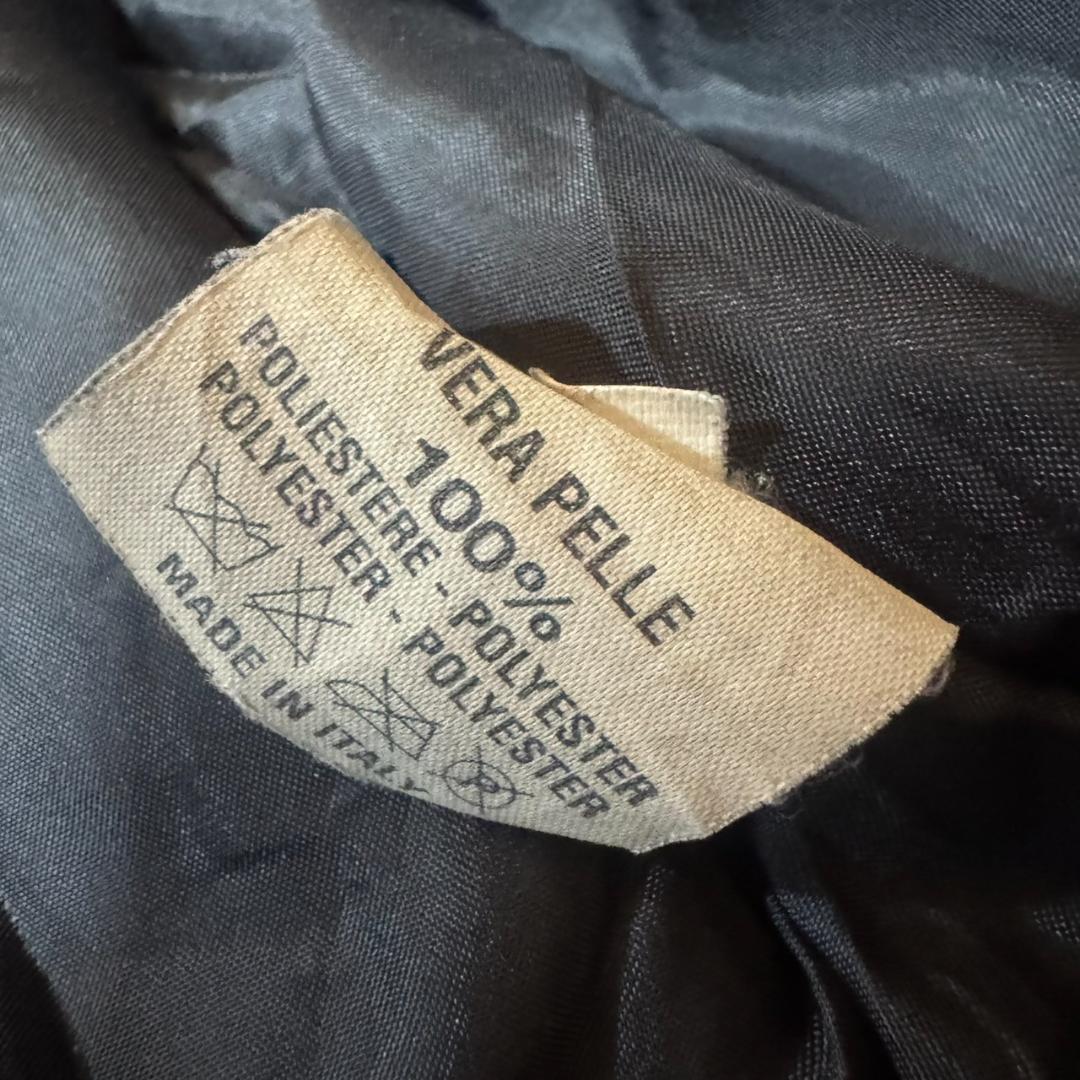 VERA PELLE
100%
POLIESTERE - POLYESTER
POLYESTER - POLYESTER
P
MADE IN ITALY